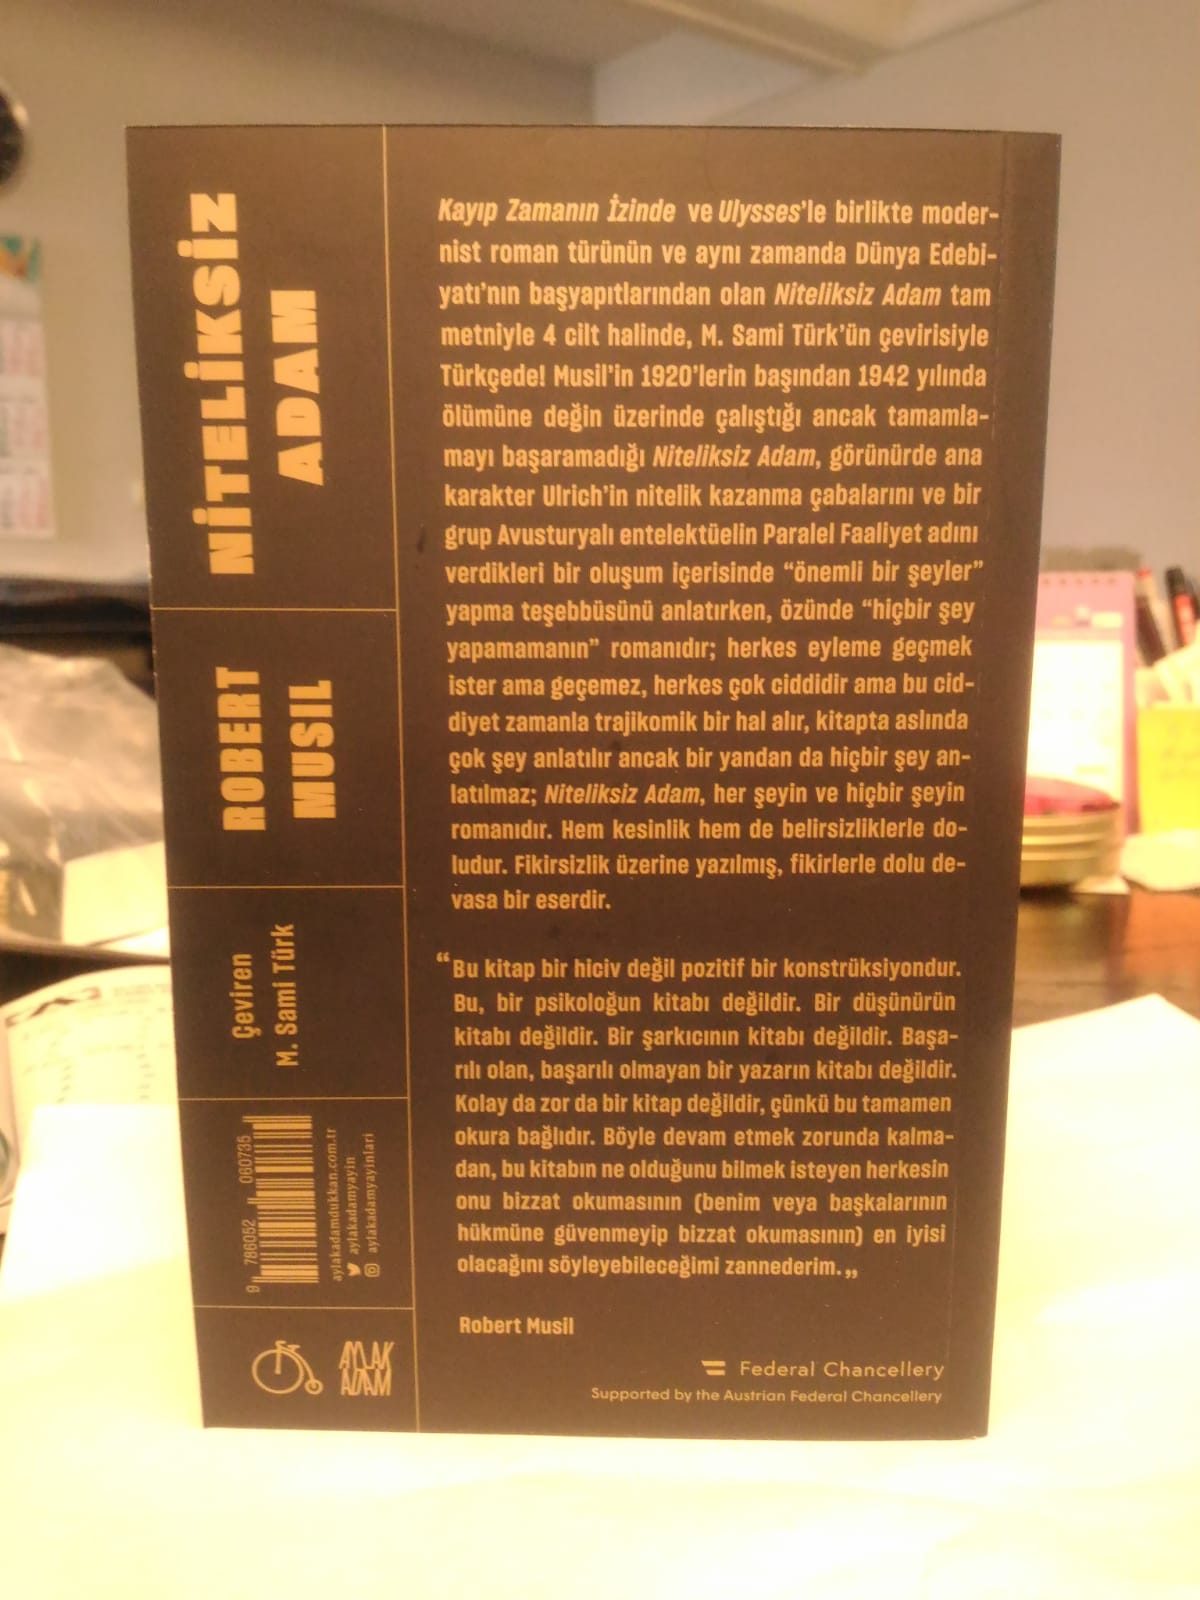 NİTELİKSİZ
ADAM
ROBERT
MUSIL
Çeviren
M. Sami Türk
9 786052 060735
aylakadamdukkan.com.tr
aylakadamyayin
aylakadamyayinlari
AYLAK
ADAM
Kayıp Zamanın İzinde ve Ulysses’le birlikte moder-
nist roman türünün ve aynı zamanda Dünya Edebi-
yatı’nın başyapıtlarından olan Niteliksiz Adam tam
metniyle 4 cilt halinde, M. Sami Türk’ün çevirisiyle
Türkçede! Musil’in 1920’lerin başından 1942 yılında
ölümüne değin üzerinde çalıştığı ancak tamamla-
mayı başaramadığı Niteliksiz Adam, görünürde ana
karakter Ulrich’in nitelik kazanma çabalarını ve bir
grup Avusturyalı entelektüelin Paralel Faaliyet adını
verdikleri bir oluşum içerisinde “önemli bir şeyler”
yapma teşebbüsünü anlatırken, özünde “hiçbir şey
yapamamanın” romanıdır; herkes eyleme geçmek
ister ama geçemez, herkes çok ciddidir ama bu cid-
diyet zamanla trajikomik bir hal alır, kitapta aslında
çok şey anlatılır ancak bir yandan da hiçbir şey an-
latılmaz; Niteliksiz Adam, her şeyin ve hiçbir şeyin
romanıdır. Hem kesinlik hem de belirsizliklerle do-
ludur. Fikirsizlik üzerine yazılmış, fikirlerle dolu de-
vasa bir eserdir.
“Bu kitap bir hiciv değil pozitif bir konstrüksiyondur.
Bu, bir psikoloğun kitabı değildir. Bir düşünürün
kitabı değildir. Bir şarkıcının kitabı değildir. Başa-
rılı olan, başarılı olmayan bir yazarın kitabı değildir.
Kolay da zor da bir kitap değildir, çünkü bu tamamen
okura bağlıdır. Böyle devam etmek zorunda kalma-
dan, bu kitabın ne olduğunu bilmek isteyen herkesin
onu bizzat okumasının (benim veya başkalarının
hükmüne güvenmeyip bizzat okumasının) en iyisi
olacağını söyleyebileceğimi zannederim.„
Robert Musil
Federal Chancellery
Supported by the Austrian Federal Chancellery